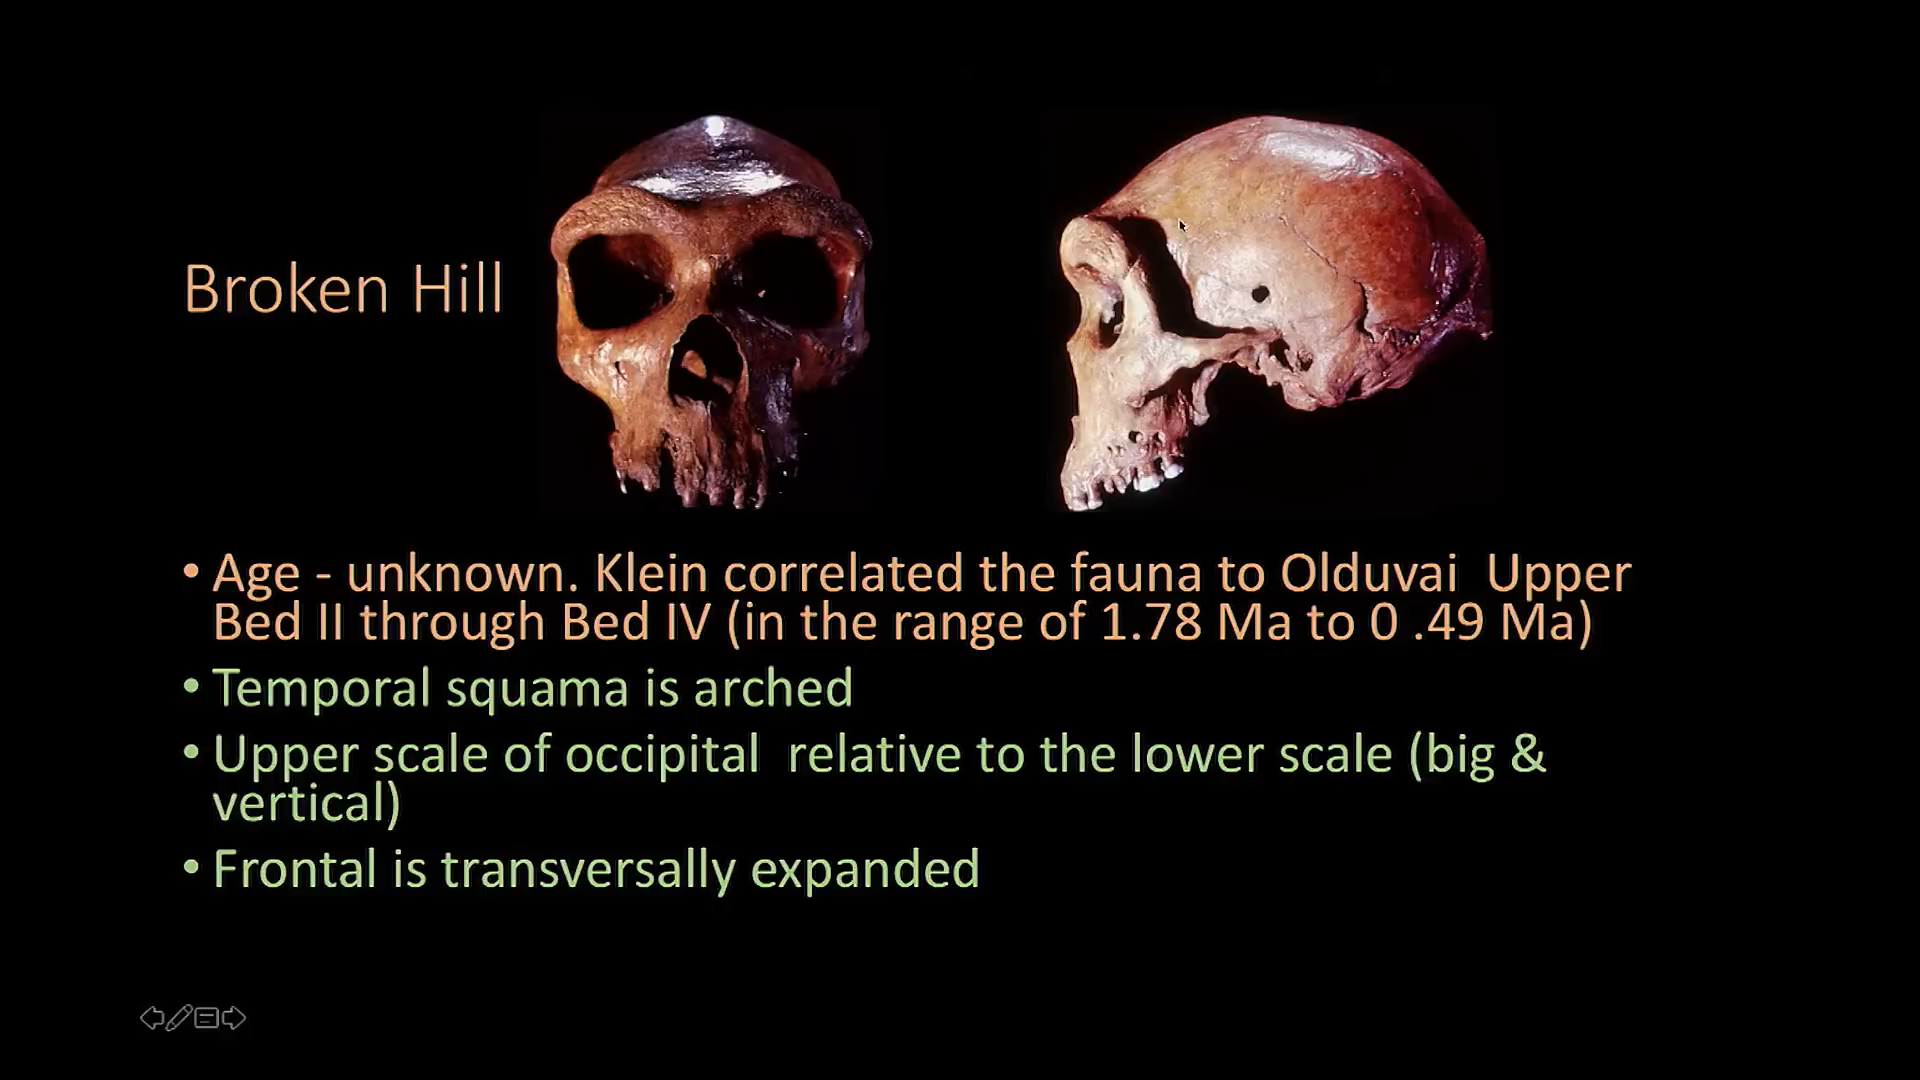 Broken Hill
• Age - unknown. Klein correlated the fauna to Olduvai  Upper
Bed II through Bed IV (in the range of 1.78 Ma to 0 .49 Ma)
• Temporal squama is arched
• Upper scale of occipital  relative to the lower scale (big &
vertical)
• Frontal is transversally expanded